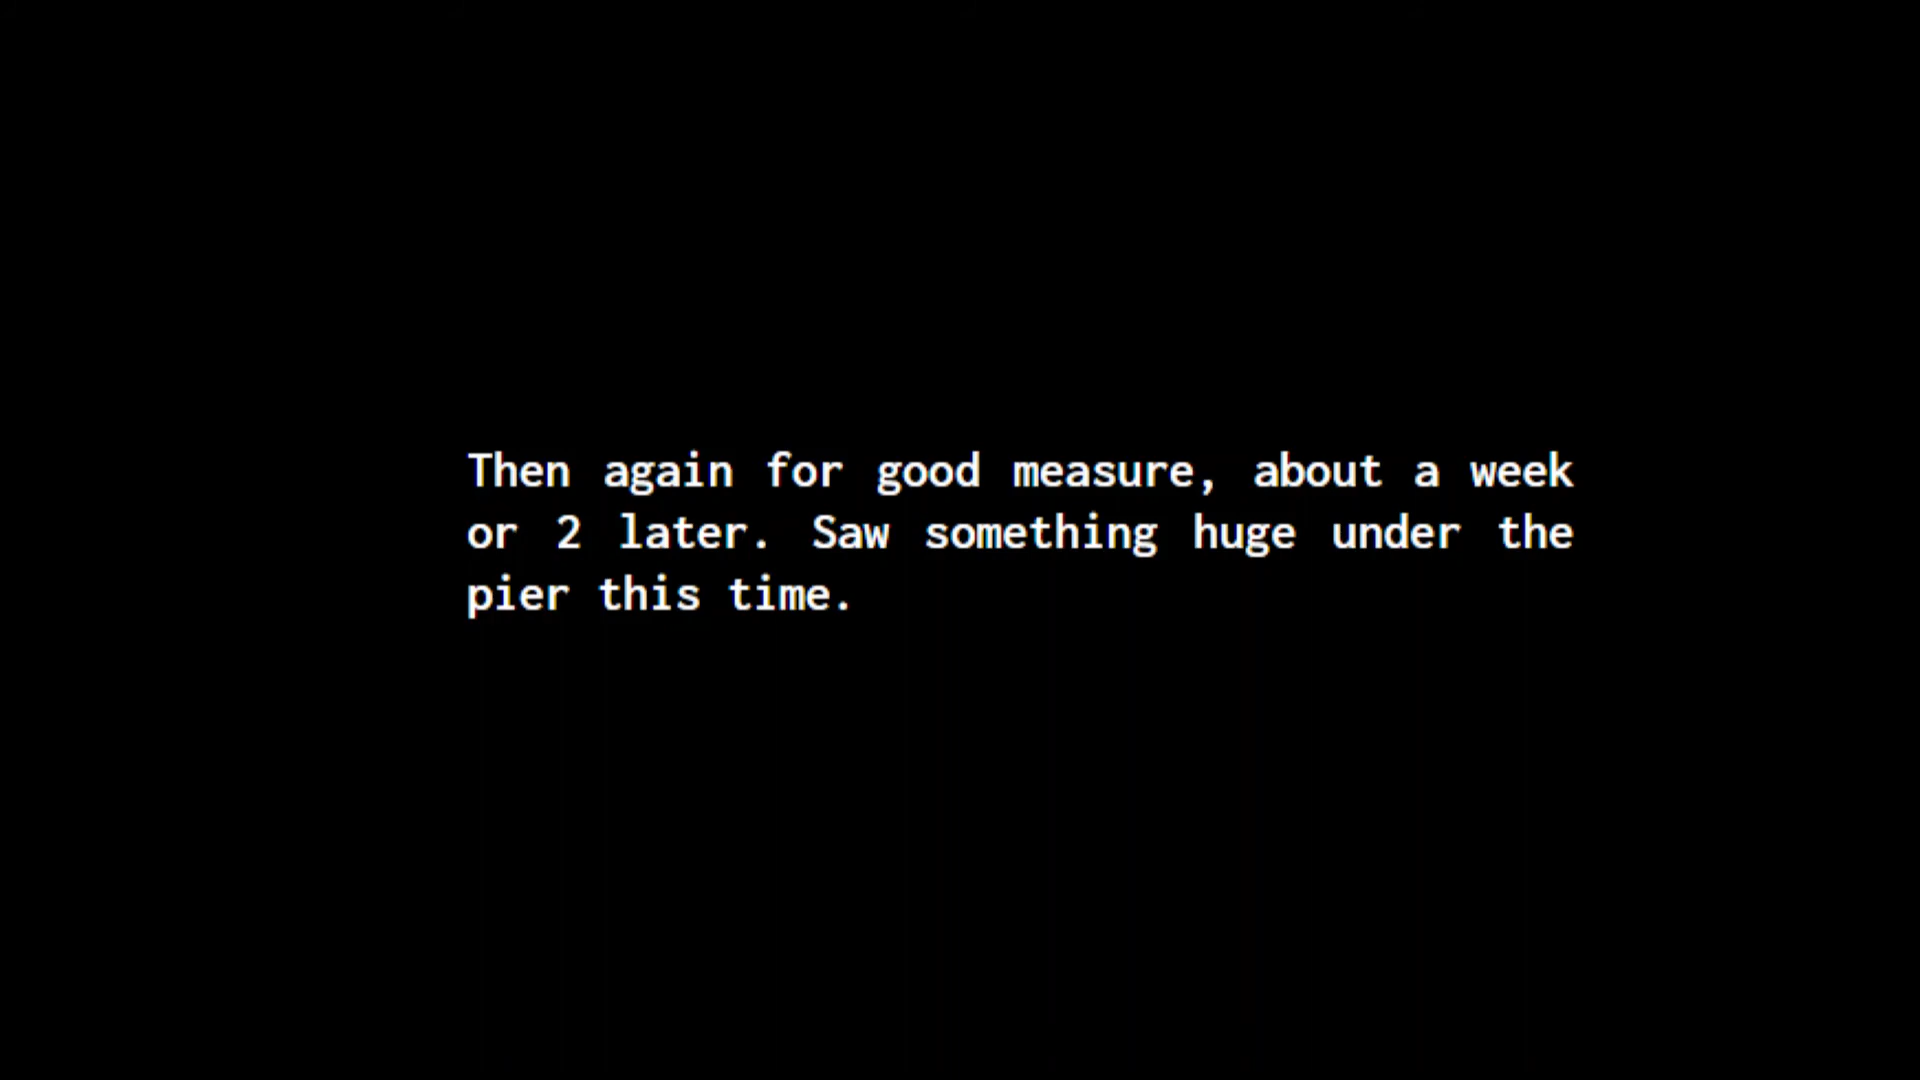 Then again for good measure, about a week
or 2 later. Saw something huge under the
pier this time.